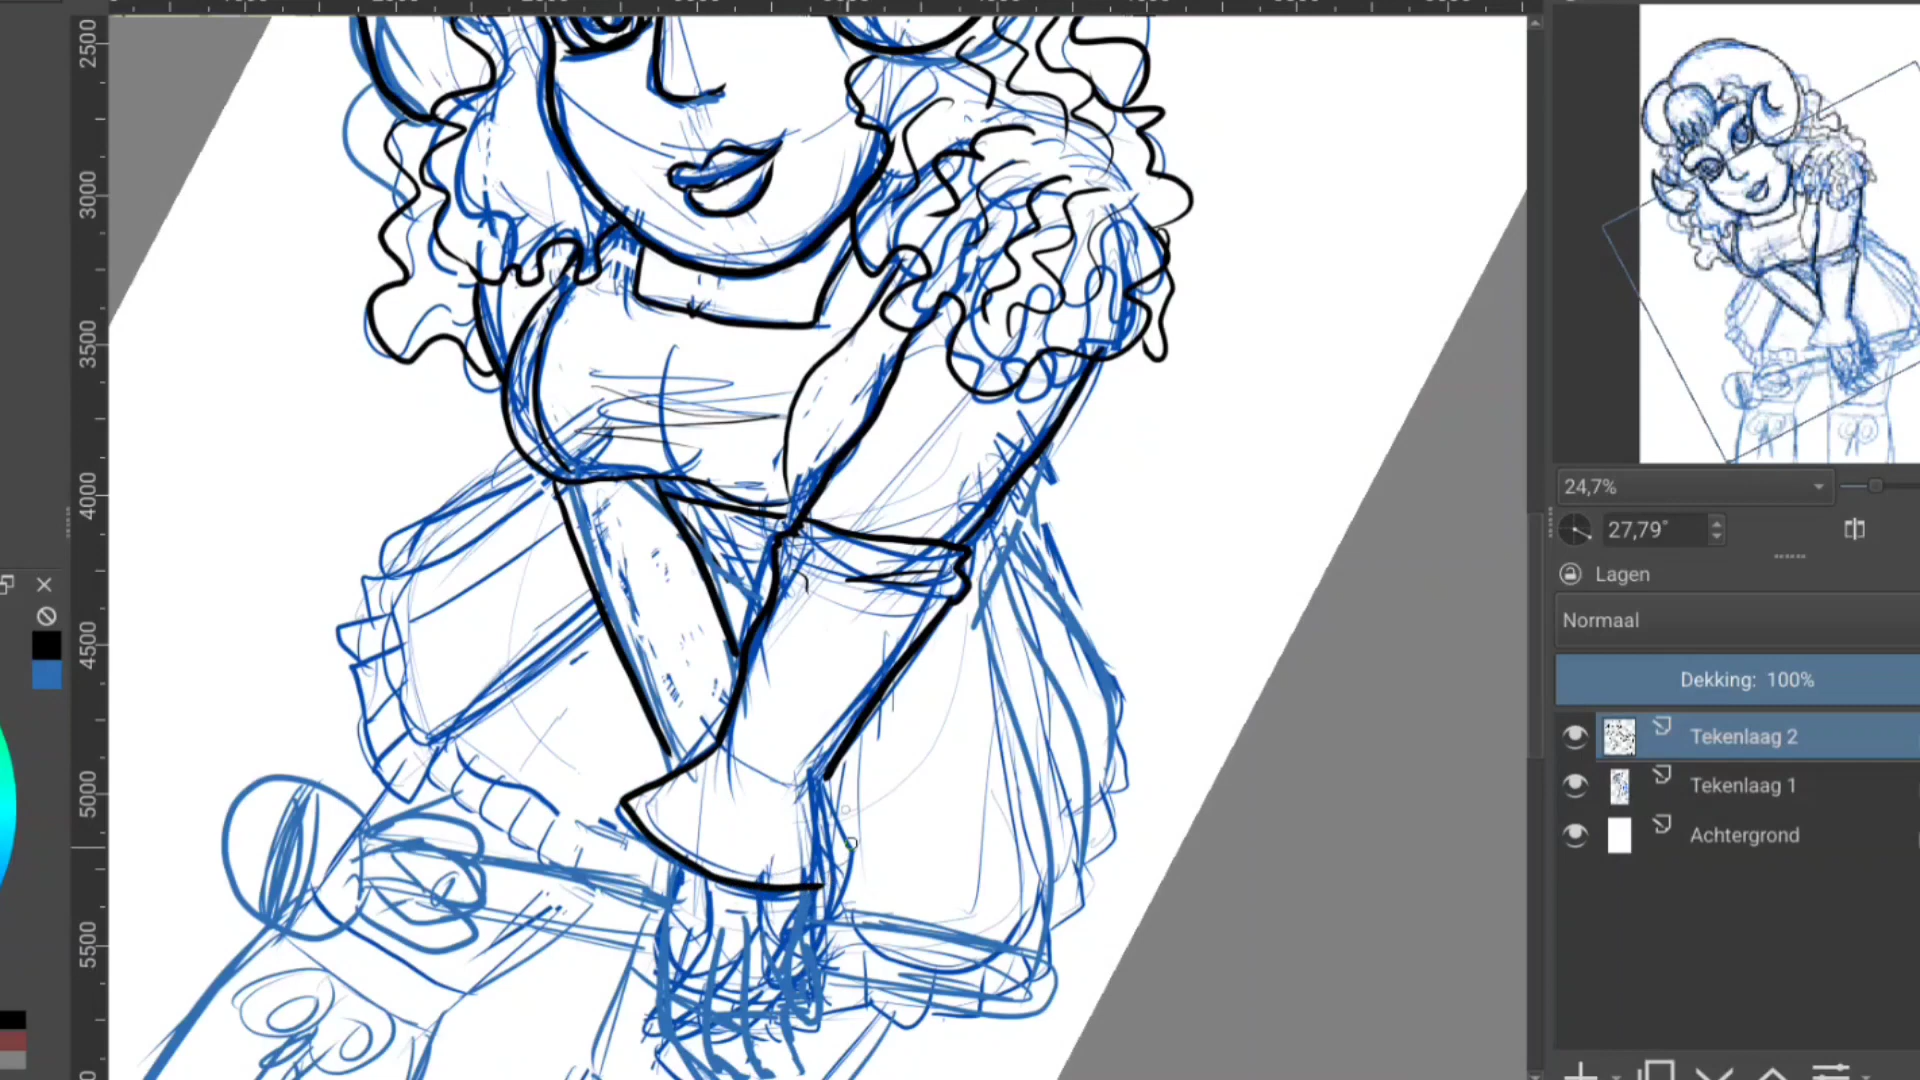 2500
3000
3500
4000
4500
5000
5500
24,7%
27,79°
Lagen
Normaal
Dekking: 100%
Tekenlaag 2
Tekenlaag 1
Achtergrond